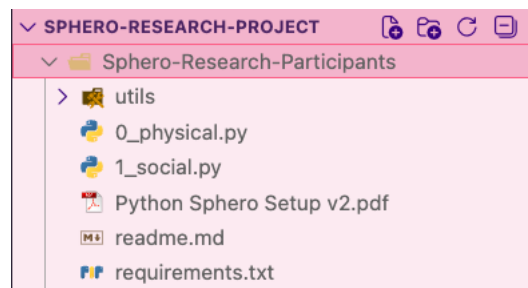 SPHERO-RESEARCH-PROJECT
Sphero-Research-Participants
utils
0_physical.py
1_social.py
Python Sphero Setup v2.pdf
readme.md
requirements.txt